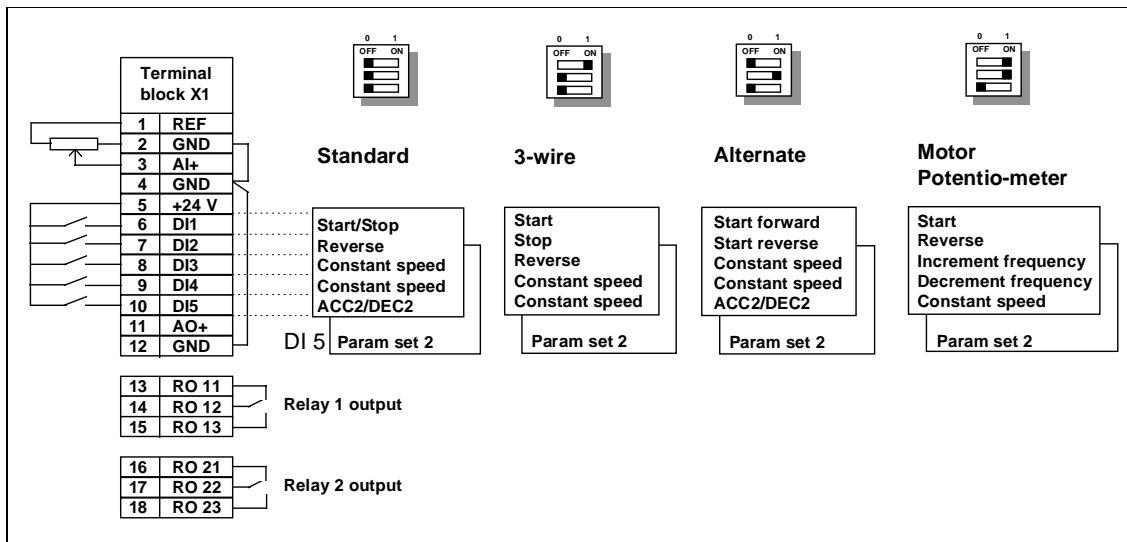 0 1
OFF ON
0 1
OFF ON
0 1
OFF ON
0 1
OFF ON
Terminal
block X1
1 REF
2 GND
3 AI+
4 GND
5 +24 V
6 DI1
7 DI2
8 DI3
9 DI4
10 DI5
11 AO+
12 GND
Standard
Start/Stop
Reverse
Constant speed
Constant speed
ACC2/DEC2
DI 5 Param set 2
3-wire
Start
Stop
Reverse
Constant speed
Constant speed
Param set 2
Alternate
Start forward
Start reverse
Constant speed
Constant speed
ACC2/DEC2
Param set 2
Motor
Potentio-meter
Start
Reverse
Increment frequency
Decrement frequency
Constant speed
Param set 2
13 RO 11
14 RO 12
15 RO 13
Relay 1 output
16 RO 21
17 RO 22
18 RO 23
Relay 2 output